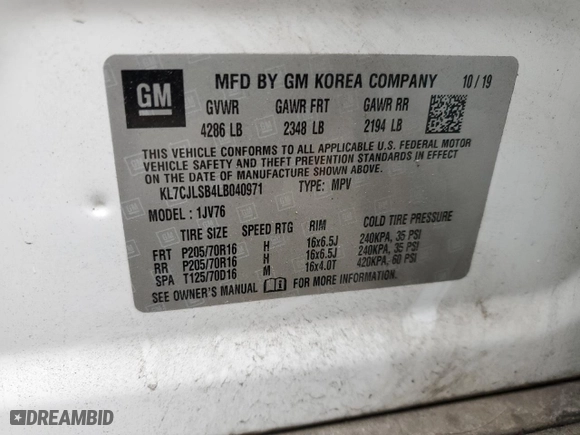 GM MFD BY GM KOREA COMPANY 10/19
GVWR GAWR FRT GAWR RR
4286 LB 2348 LB 2194 LB
THIS VEHICLE CONFORMS TO ALL APPLICABLE U.S. FEDERAL MOTOR
VEHICLE SAFETY AND THEFT PREVENTION STANDARDS IN EFFECT ON
THE DATE OF MANUFACTURE SHOWN ABOVE.
KL7CJLSB4LB040971 TYPE: MPV
MODEL: 1JV76
TIRE SIZE SPEED RTG RIM COLD TIRE PRESSURE
FRT P205/70R16 H 16x6.5J 240KPA, 35 PSI
RR P205/70R16 H 16x6.5J 240KPA, 35 PSI
SPA T125/70D16 M 16x4.0T 420KPA, 60 PSI
SEE OWNER'S MANUAL FOR MORE INFORMATION.
DREAMBID